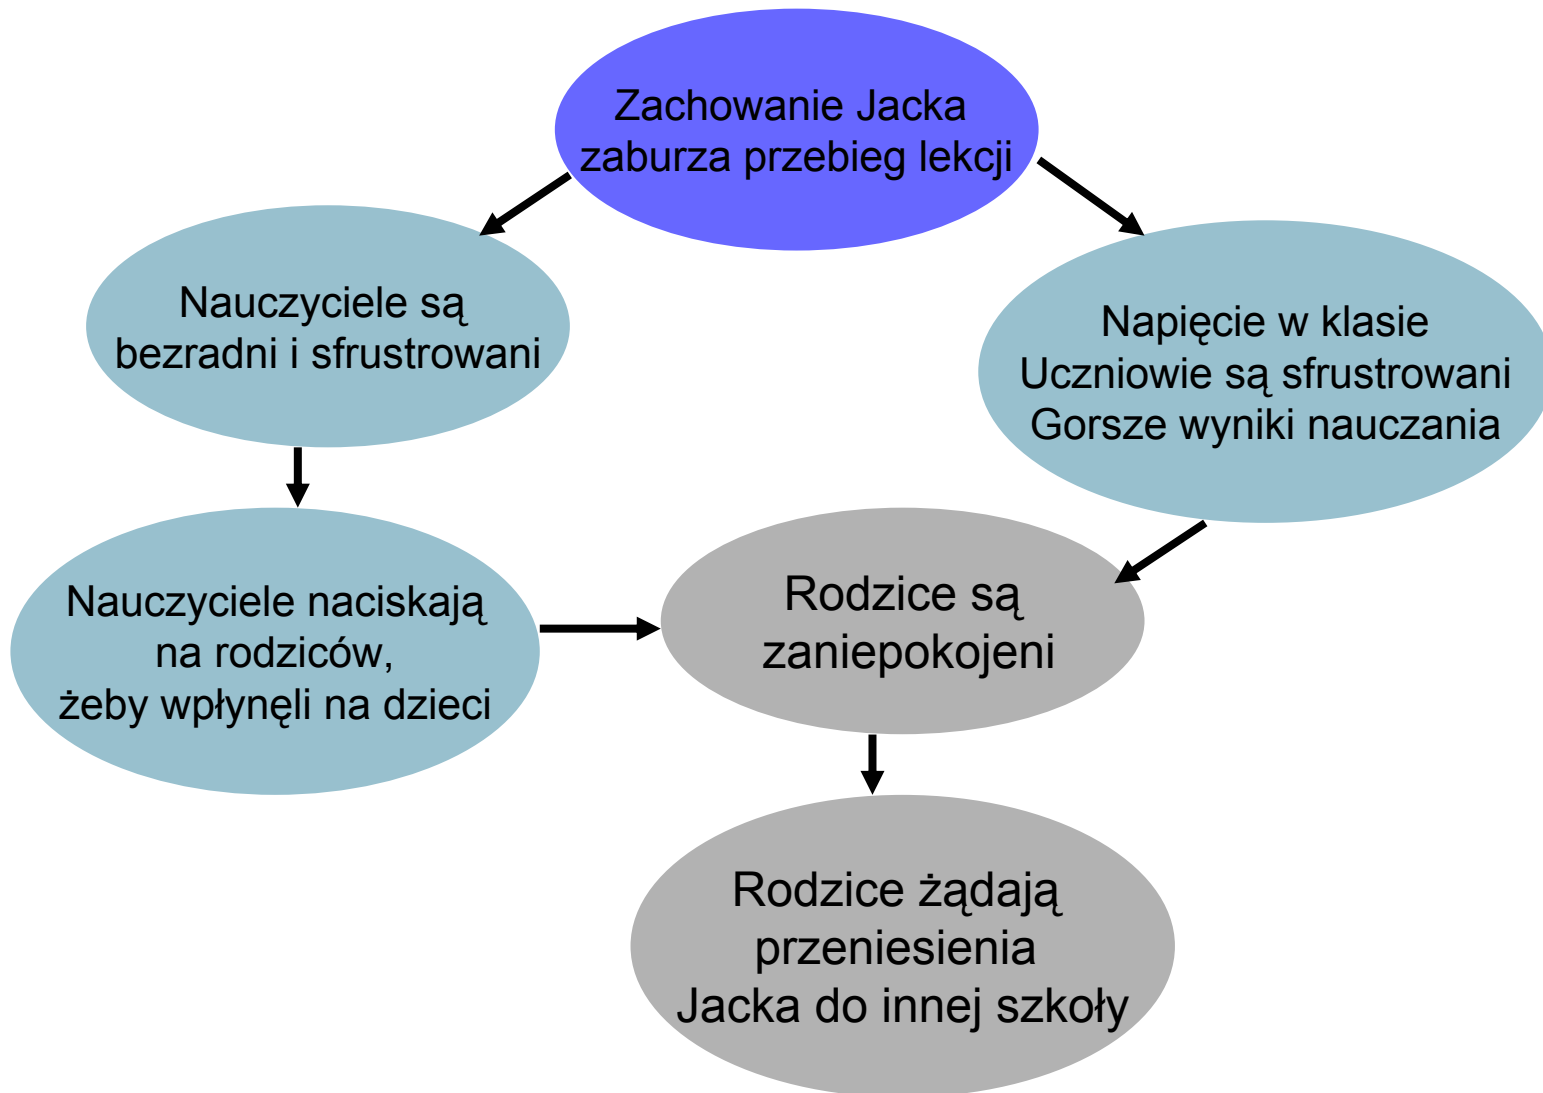 Zachowanie Jacka
zaburza przebieg lekcji
Nauczyciele są
bezradni i sfrustrowani
Napięcie w klasie
Uczniowie są sfrustrowani
Gorsze wyniki nauczania
Nauczyciele naciskają
na rodziców,
żeby wpłynęli na dzieci
Rodzice są
zaniepokojeni
Rodzice żądają
przeniesienia
Jacka do innej szkoły